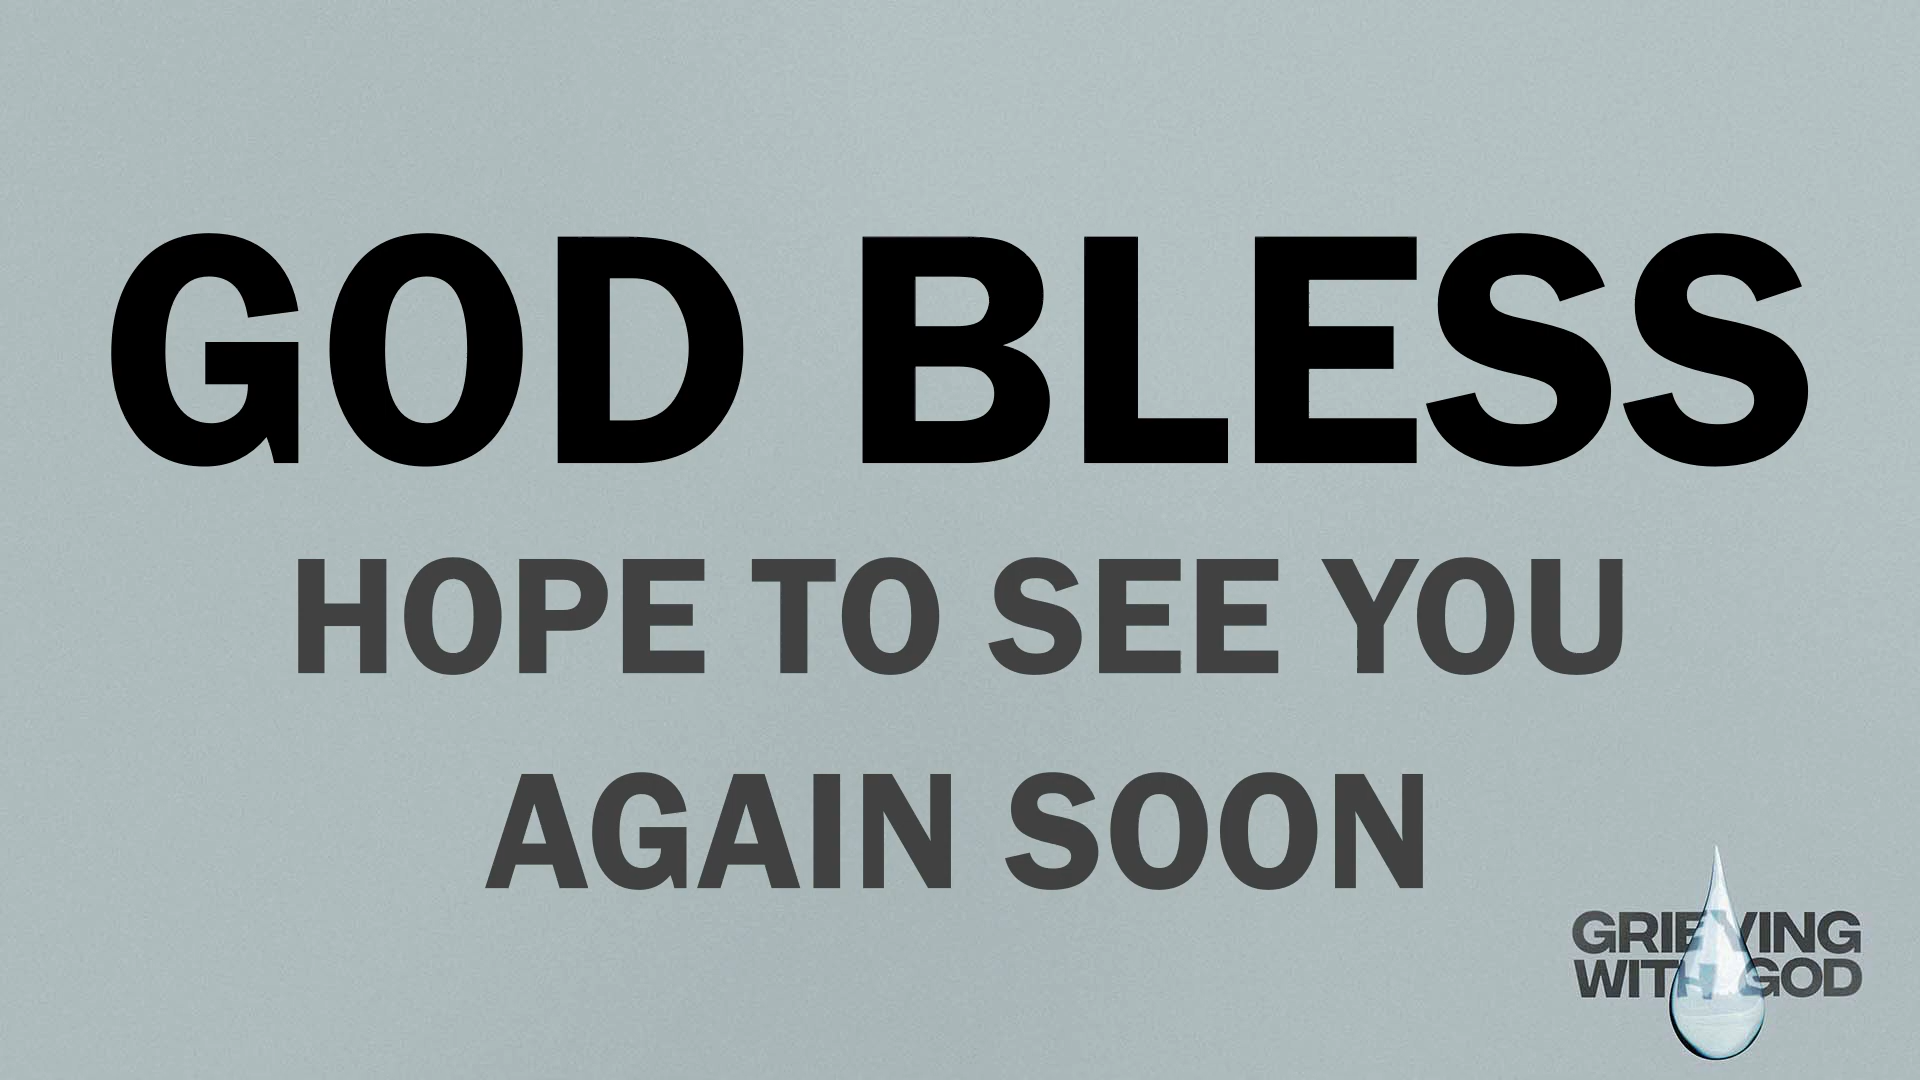 GOD BLESS
HOPE TO SEE YOU
AGAIN SOON
GRIEVING
WITH GOD